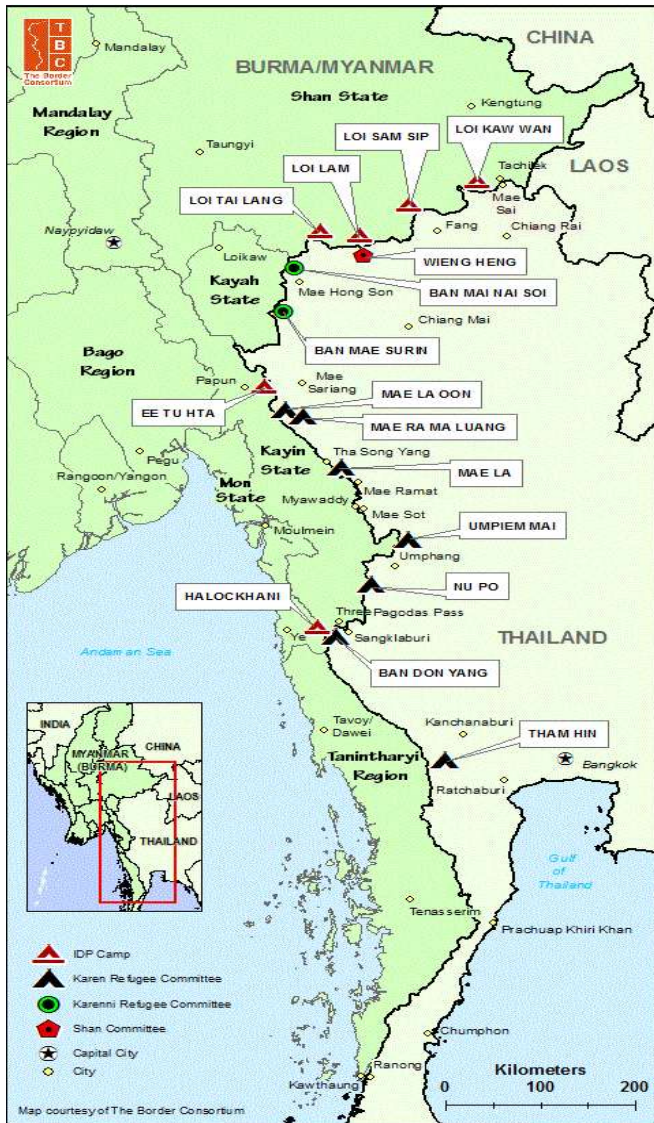 TBC
The Border
Consortium
CHINA
Mandalay
BURMA/MYANMAR
Shan State
Mandalay
Region
Kengtung
LOI SAM SIP
LOI KAW WAN
Taungyi
LOI LAM
LAOS
Tachilek
LOI TAI LANG
Mae
Sai
Naypyidaw
Fang
Chiang Rai
Loikaw
WIENG HENG
Kayah
State
Mae Hong Son
BAN MAI NAI SOI
Chiang Mai
Bago
Region
BAN MAE SURIN
Papun
Mae
Sariang
MAE LA OON
EE TU HTA
MAE RA MA LUANG
Kayin
State
Pegu
Tha Song Yang
MAE LA
Rangoon/Yangon
Mon
State
Mae Ramat
Myawaddy
Mae Sot
Moulmein
UMPIEM MAI
Umphang
NU PO
HALOCKHANI
Three Pagodas Pass
Ye
Sangklaburi
THAILAND
Andaman Sea
BAN DON YANG
Tavoy/
Dawei
Kanchanaburi
THAM HIN
Tanintharyi
Region
Bangkok
Ratchaburi
INDIA
CHINA
MYANMAR
(BURMA)
LAOS
THAILAND
Gulf
of
Thailand
Tenasserim
Prachuap Khiri Khan
IDP Camp
Karen Refugee Committee
Karenni Refugee Committee
Shan Committee
Capital City
City
Chumphon
Ranong
Kawthaung
Kilometers
0 100 200
Map courtesy of The Border Consortium